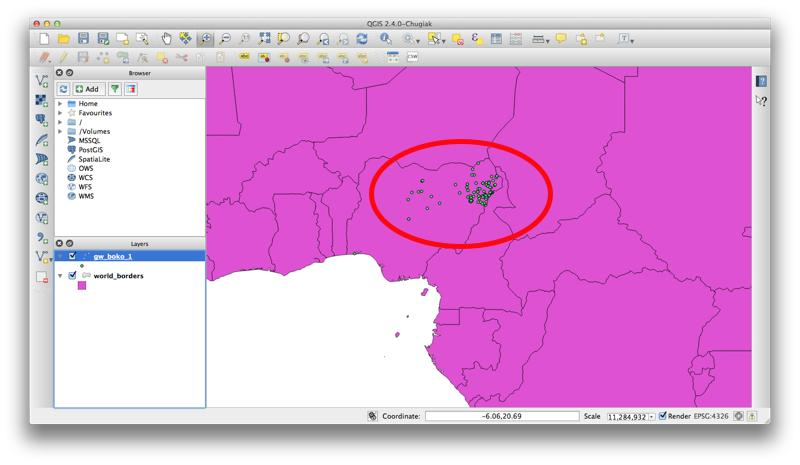 QGIS 2.4.0-Chugiak
Browser
Add
Home
Favourites
/
/Volumes
MSSQL
PostGIS
SpatiaLite
OWS
WCS
WFS
WMS
Layers
gw_boko_1
world_borders
Coordinate:
-6.06,20.69
Scale
11,284,932
Render
EPSG:4326